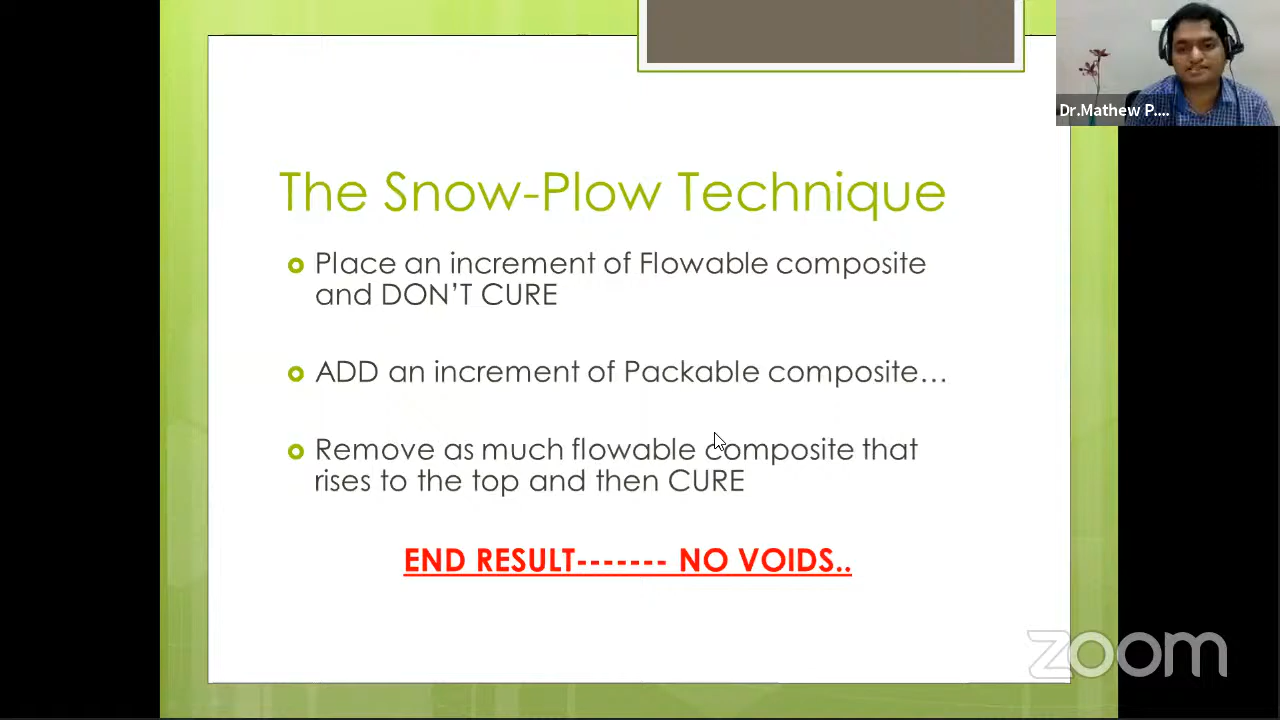 Dr.Mathew P....
The Snow-Plow Technique
Place an increment of Flowable composite
and DON’T CURE
ADD an increment of Packable composite…
Remove as much flowable composite that
rises to the top and then CURE
END RESULT------- NO VOIDS..
zoom